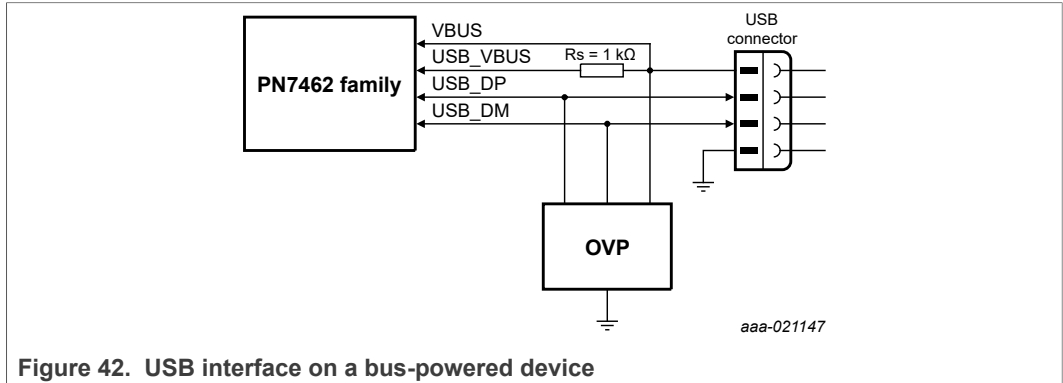 USB
connector
VBUS
USB_VBUS
Rs = 1 kΩ
PN7462 family
USB_DP
USB_DM
OVP
aaa-021147
Figure 42. USB interface on a bus-powered device